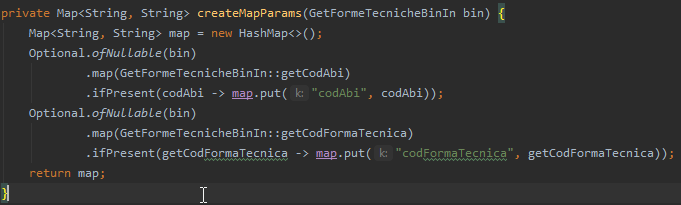 private Map<String, String> createMapParams(GetFormeTecnicheBinIn bin) {
    Map<String, String> map = new HashMap<>();
    Optional.ofNullable(bin)
            .map(GetFormeTecnicheBinIn::getCodAbi)
            .ifPresent(codAbi -> map.put( k: "codAbi", codAbi));
    Optional.ofNullable(bin)
            .map(GetFormeTecnicheBinIn::getCodFormaTecnica)
            .ifPresent(getCodFormaTecnica -> map.put( k: "codFormaTecnica", getCodFormaTecnica));
    return map;
}